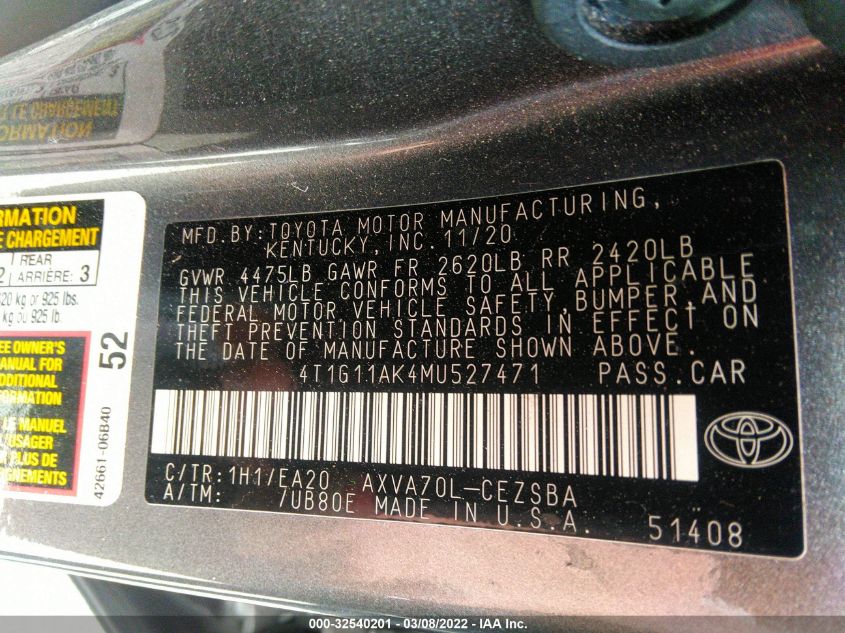 RMATION
E CHARGEMENT
REAR
2 ARRIÈRE: 3
420 kg or 925 lbs.
kg ou 925 lb
EE OWNER'S
MANUAL FOR
DDITIONAL
FORMATION
LE MANUEL
USAGER
PLUS DE
GNEMENTS
52
42661-06B40
MFD.BY:TOYOTA MOTOR MANUFACTURING,
KENTUCKY,INC.11/20
GVWR 4475LB GAWR FR 2620LB RR 2420LB
THIS VEHICLE CONFORMS TO ALL APPLICABLE
FEDERAL MOTOR VEHICLE SAFETY,BUMPER,AND
THEFT PREVENTION STANDARDS IN EFFECT ON
THE DATE OF MANUFACTURE SHOWN ABOVE.
4T1G11AK4MU527471 PASS.CAR
C/TR:1H1/EA20 AXVA70L-CEZSBA
A/TM: 7UB80E MADE IN U.S.A. 51408
000-32540201 - 03/08/2022 - IAA Inc.